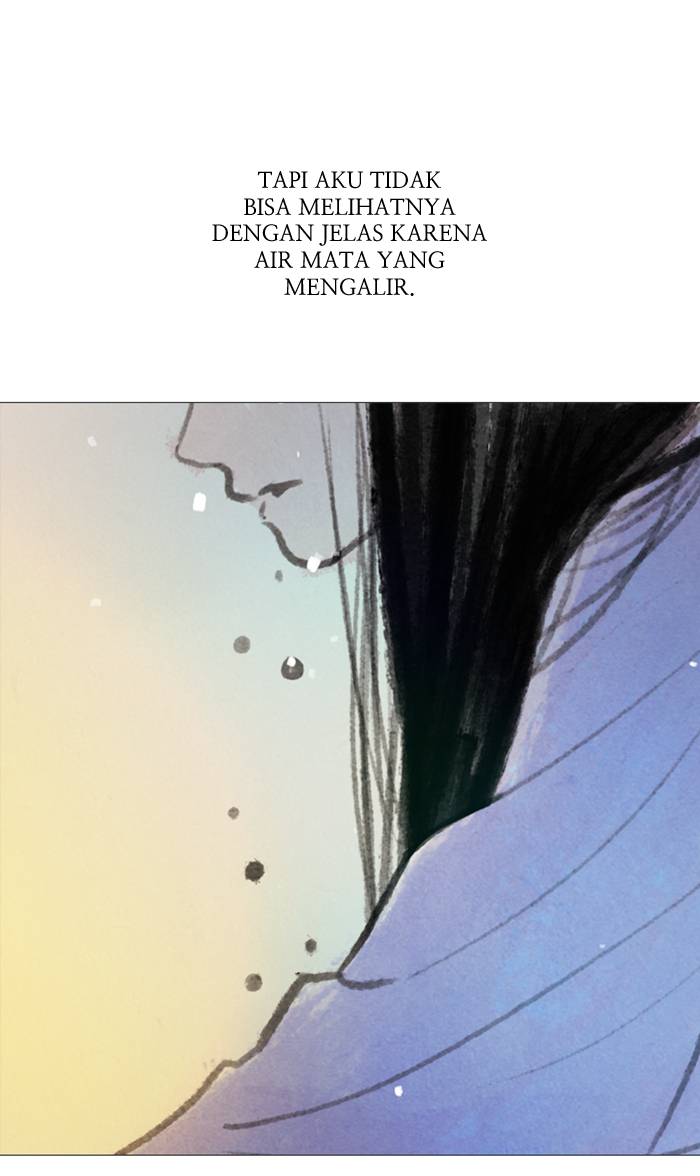 TAPI AKU TIDAK
BISA MELIHATNYA
DENGAN JELAS KARENA
AIR MATA YANG
MENGALIR.